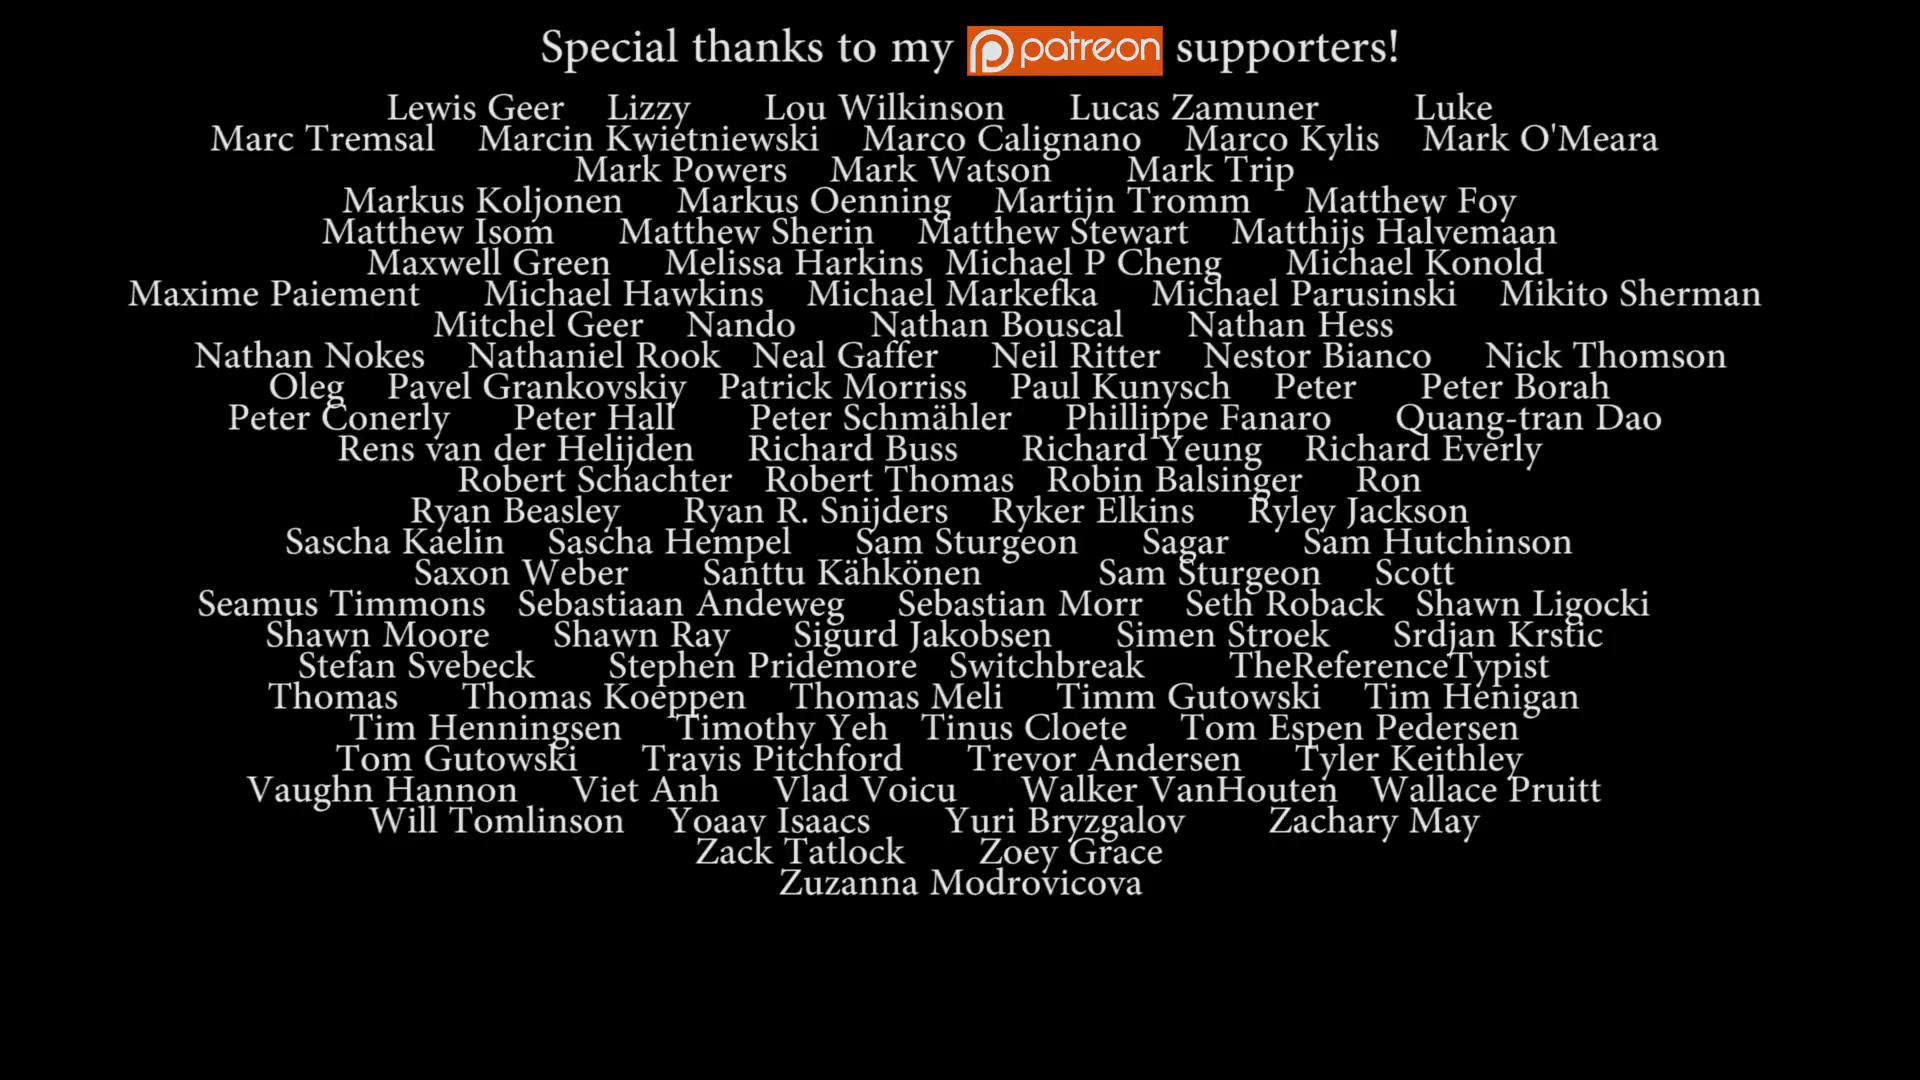 Special thanks to my patreon supporters!
Lewis Geer Lizzy Lou Wilkinson Lucas Zamuner Luke
Marc Tremsal Marcin Kwietniewski Marco Calignano Marco Kylis Mark O'Meara
Mark Powers Mark Watson Mark Trip
Markus Koljonen Markus Oenning Martijn Tromm Matthew Foy
Matthew Isom Matthew Sherin Matthew Stewart Matthijs Halvemaan
Maxwell Green Melissa Harkins Michael P Cheng Michael Konold
Maxime Paiement Michael Hawkins Michael Markefka Michael Parusinski Mikito Sherman
Mitchel Geer Nando Nathan Bouscal Nathan Hess
Nathan Nokes Nathaniel Rook Neal Gaffer Neil Ritter Nestor Bianco Nick Thomson
Oleg Pavel Grankovskiy Patrick Morriss Paul Kunysch Peter Peter Borah
Peter Conerly Peter Hall Peter Schmähler Phillippe Fanaro Quang-tran Dao
Rens van der Helijden Richard Buss Richard Yeung Richard Everly
Robert Schachter Robert Thomas Robin Balsinger Ron
Ryan Beasley Ryan R. Snijders Ryker Elkins Ryley Jackson
Sascha Kaelin Sascha Hempel Sam Sturgeon Sagar Sam Hutchinson
Saxon Weber Santtu Kähkönen Sam Sturgeon Scott
Seamus Timmons Sebastiaan Andeweg Sebastian Morr Seth Roback Shawn Ligocki
Shawn Moore Shawn Ray Sigurd Jakobsen Simen Stroek Srdjan Krstic
Stefan Svebeck Stephen Pridemore Switchbreak TheReferenceTypist
Thomas Thomas Koeppen Thomas Meli Timm Gutowski Tim Henigan
Tim Henningsen Timothy Yeh Tinus Cloete Tom Espen Pedersen
Tom Gutowski Travis Pitchford Trevor Andersen Tyler Keithley
Vaughn Hannon Viet Anh Vlad Voicu Walker VanHouten Wallace Pruitt
Will Tomlinson Yoaav Isaacs Yuri Bryzgalov Zachary May
Zack Tatlock Zoey Grace
Zuzanna Modrovicova